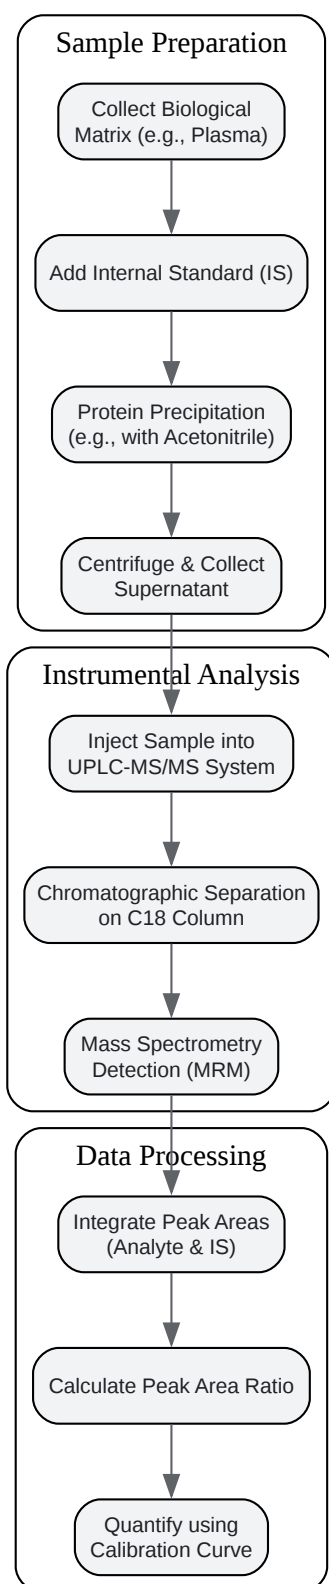 Sample Preparation
Collect Biological
Matrix (e.g., Plasma)
Add Internal Standard (IS)
Protein Precipitation
(e.g., with Acetonitrile)
Centrifuge & Collect
Supernatant
Instrumental Analysis
Inject Sample into
UPLC-MS/MS System
Chromatographic Separation
on C18 Column
Mass Spectrometry
Detection (MRM)
Data Processing
Integrate Peak Areas
(Analyte & IS)
Calculate Peak Area Ratio
Quantify using
Calibration Curve